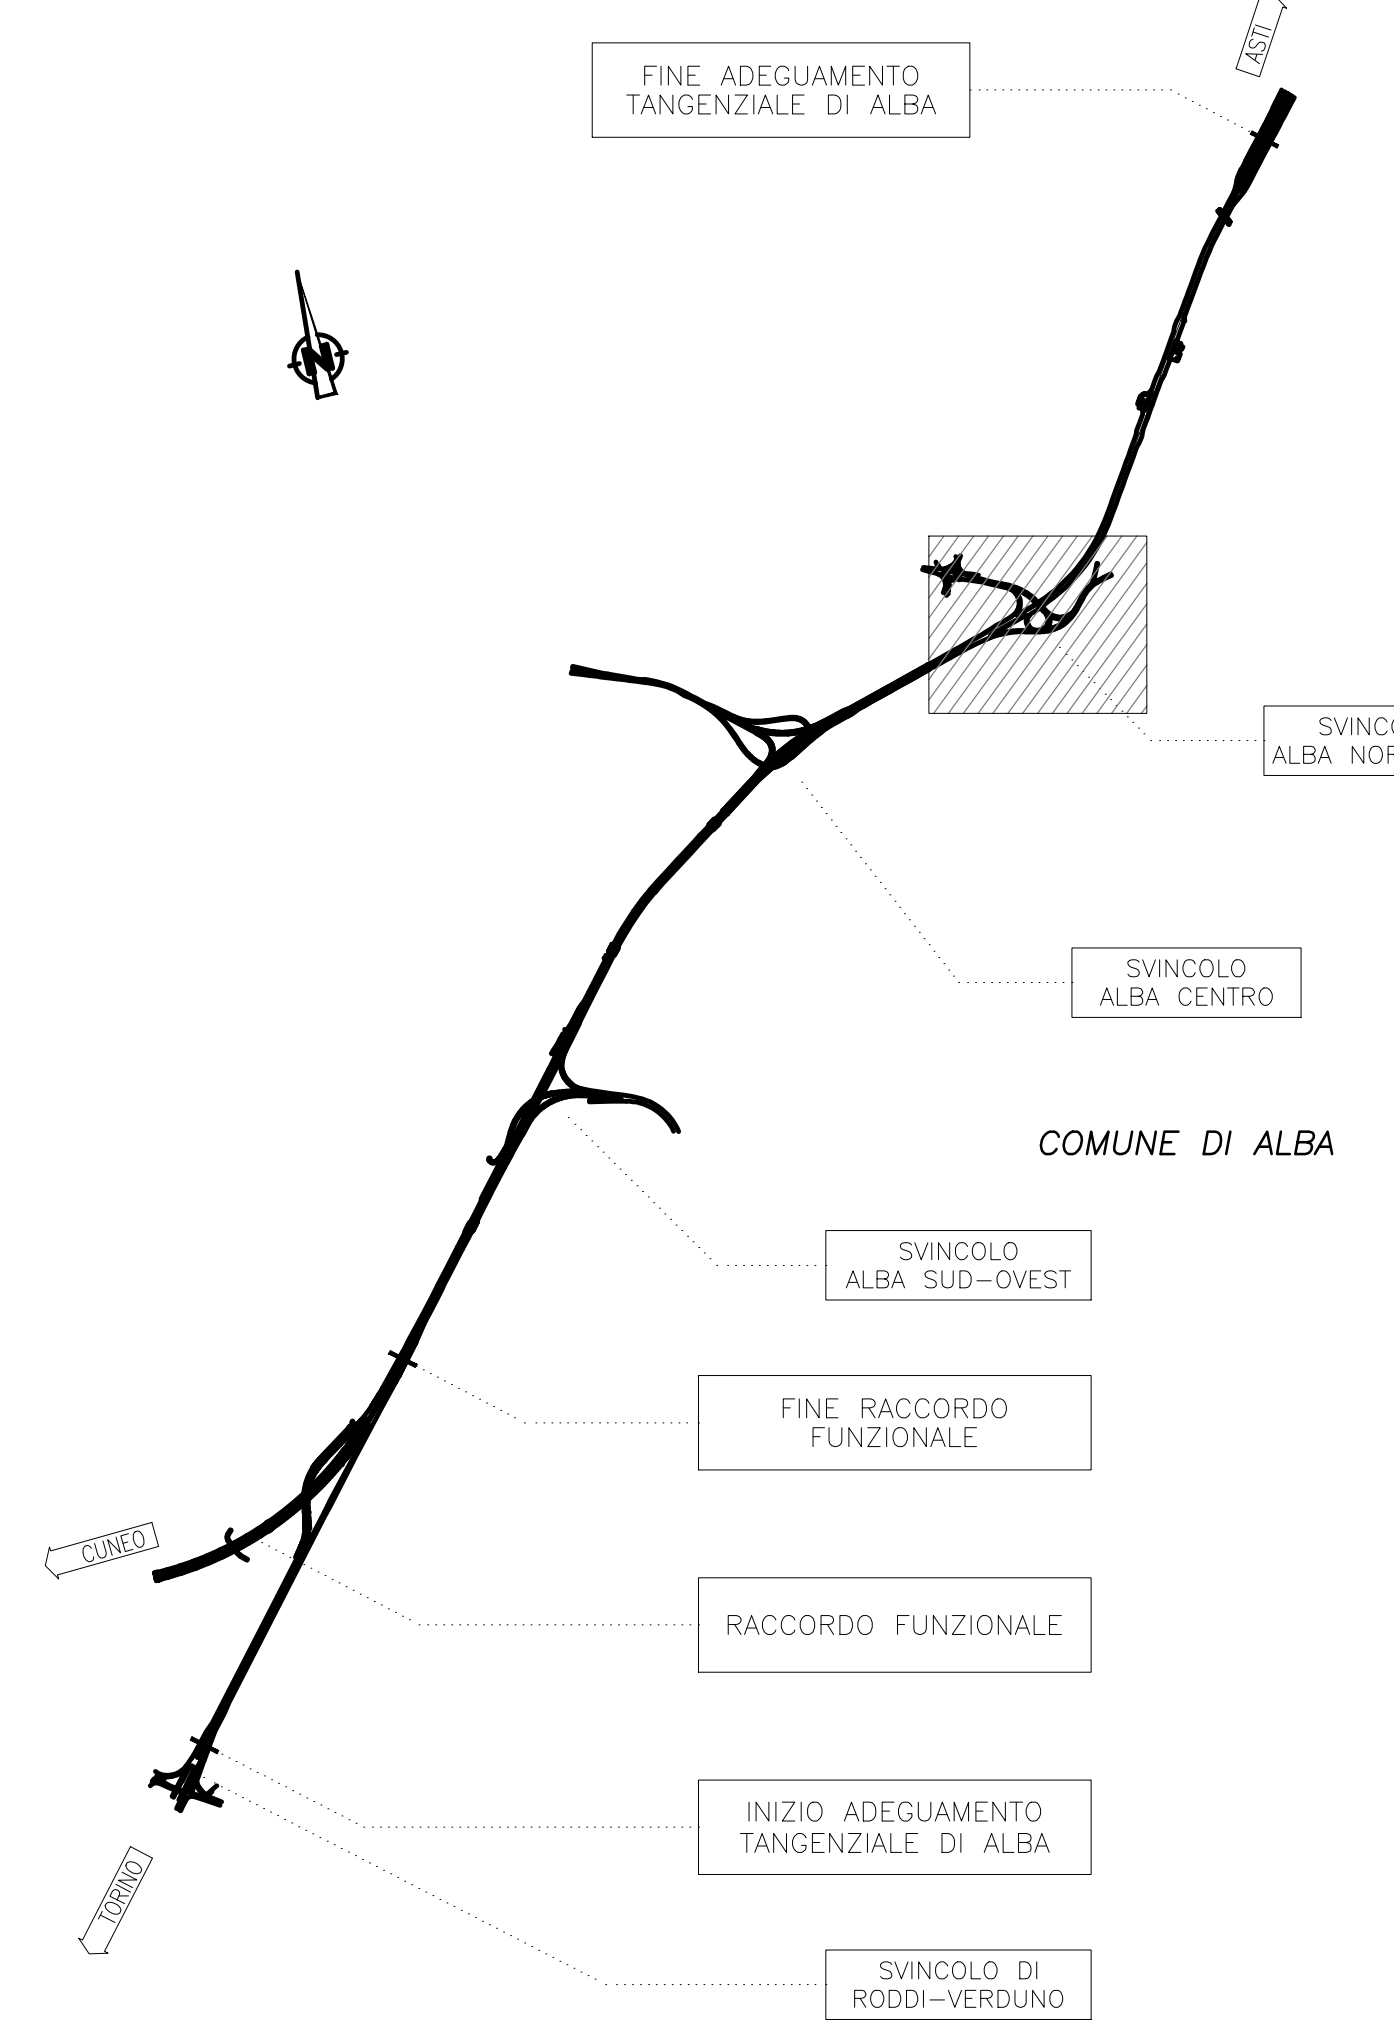 ASTI
FINE ADEGUAMENTO
TANGENZIALE DI ALBA
N
ALBA
SVINCOLO
ALBA CENTRO
COMUNE DI ALBA
SVINCOLO
ALBA SUD-OVEST
FINE RACCORDO
FUNZIONALE
CUNEO
RACCORDO FUNZIONALE
INIZIO ADEGUAMENTO
TANGENZIALE DI ALBA
TORINO
SVINCOLO DI
RODDI-VERDUNO